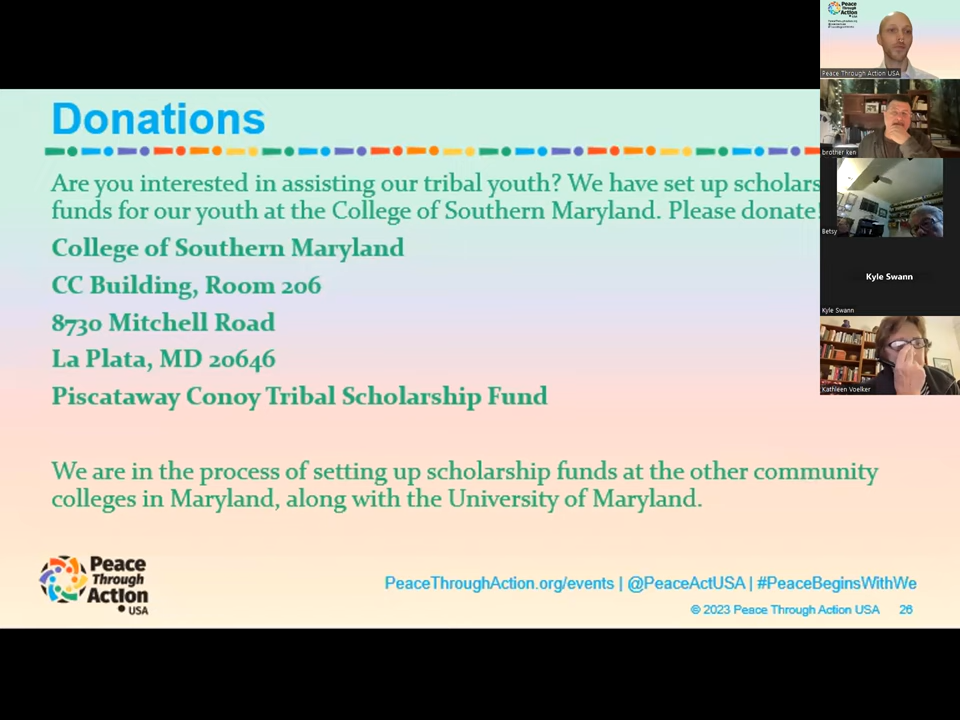 Donations
Are you interested in assisting our tribal youth? We have set up
funds for our youth at the College of Southern Maryland. Please donate!
College of Southern Maryland
CC Building, Room 206
8730 Mitchell Road
La Plata, MD 20646
Piscataway Conoy Tribal Scholarship Fund
We are in the process of setting up scholarship funds at the other community
colleges in Maryland, along with the University of Maryland.
Peace
Through
Action
USA
PeaceThroughAction.org/events | @PeaceActUSA | #PeaceBeginsWithWe
© 2023 Peace Through Action USA 26
Peace
Through
Action
Peace Through Action USA
brother ken
Betsy
Kyle Swann
Kyle Swann
Kathleen Voelker